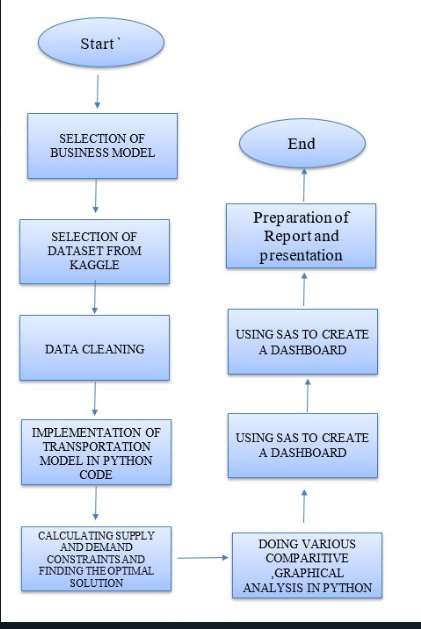 Start `
SELECTION OF
BUSINESS MODEL
SELECTION OF
DATASET FROM
KAGGLE
DATA CLEANING
IMPLEMENTATION OF
TRANSPORTATION
MODEL IN PYTHON
CODE
CALCULATING SUPPLY
AND DEMAND
CONSTRAINTS AND
FINDING THE OPTIMAL
SOLUTION
DOING VARIOUS
COMPARITIVE
,GRAPHICAL
ANALYSIS IN PYTHON
USING SAS TO CREATE
A DASHBOARD
USING SAS TO CREATE
A DASHBOARD
Preparation of
Report and
presentation
End